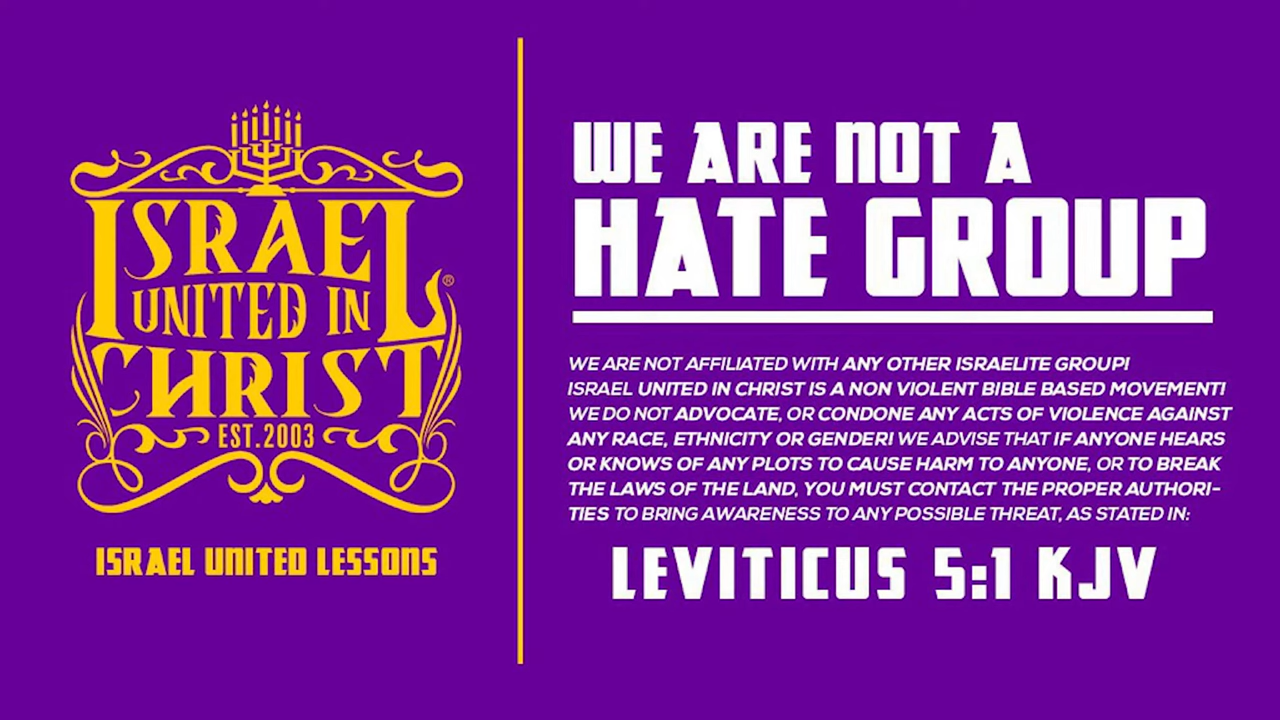 ISRAEL
UNITED IN
CHRIST
®
EST.2003
ISRAEL UNITED LESSONS
WE ARE NOT A
HATE GROUP
WE ARE NOT AFFILIATED WITH ANY OTHER ISRAELITE GROUP!
ISRAEL UNITED IN CHRIST IS A NON VIOLENT BIBLE BASED MOVEMENT!
WE DO NOT ADVOCATE, OR CONDONE ANY ACTS OF VIOLENCE AGAINST
ANY RACE, ETHNICITY OR GENDER! WE ADVISE THAT IF ANYONE HEARS
OR KNOWS OF ANY PLOTS TO CAUSE HARM TO ANYONE, OR TO BREAK
THE LAWS OF THE LAND, YOU MUST CONTACT THE PROPER AUTHORI-
TIES TO BRING AWARENESS TO ANY POSSIBLE THREAT, AS STATED IN:
LEVITICUS 5:1 KJV